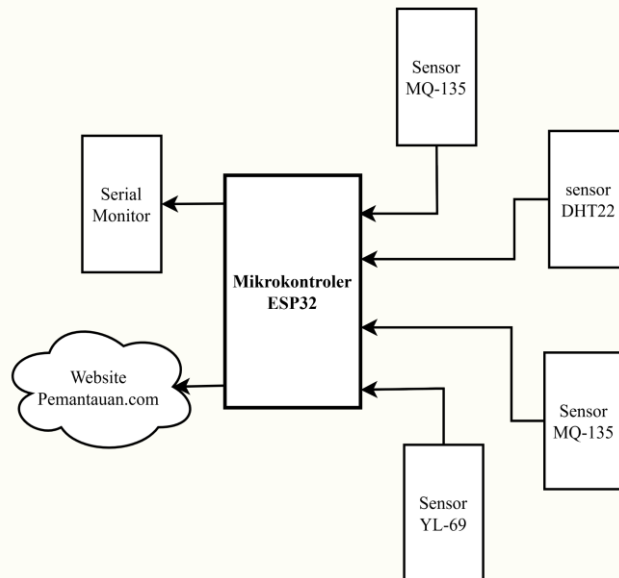 Sensor
MQ-135
Serial
Monitor
sensor
DHT22
Mikrokontroler
ESP32
Website
Pemantauan.com
Sensor
MQ-135
Sensor
YL-69